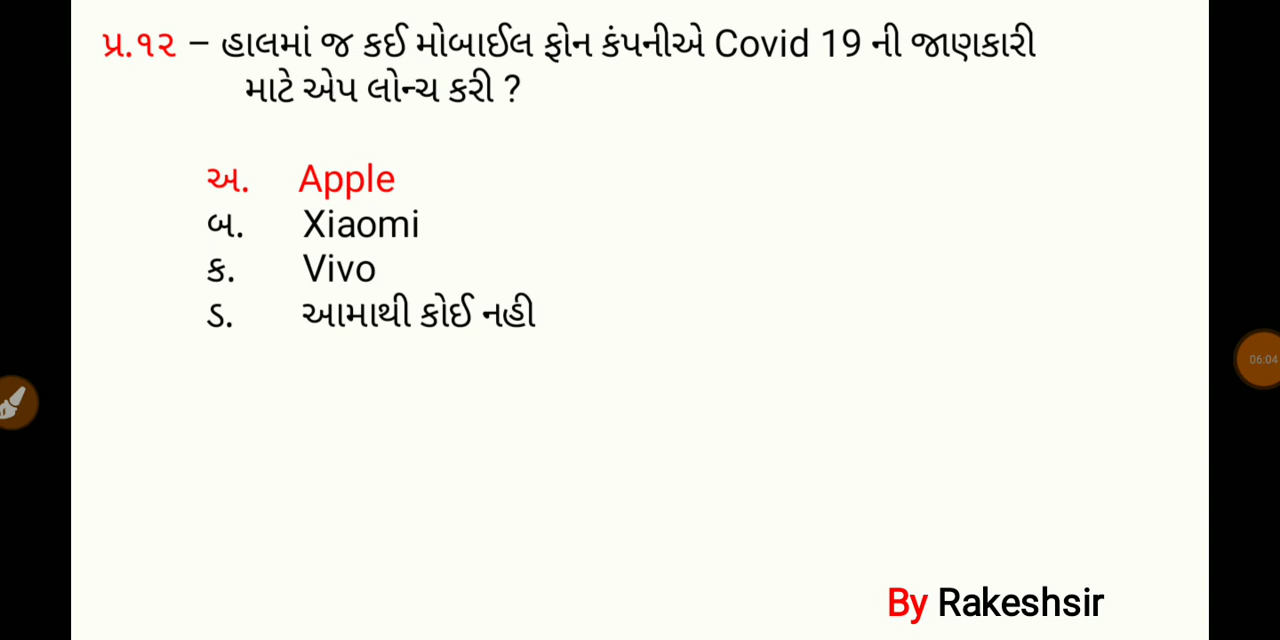 પ્ર.૧૨ – હાલમાં જ કઈ મોબાઈલ ફોન કંપનીએ Covid 19 ની જાણકારી
માટે એપ લોન્ચ કરી ?
અ. Apple
બ. Xiaomi
ક. Vivo
ડ. આમાથી કોઈ નહી
06:04
By Rakeshsir